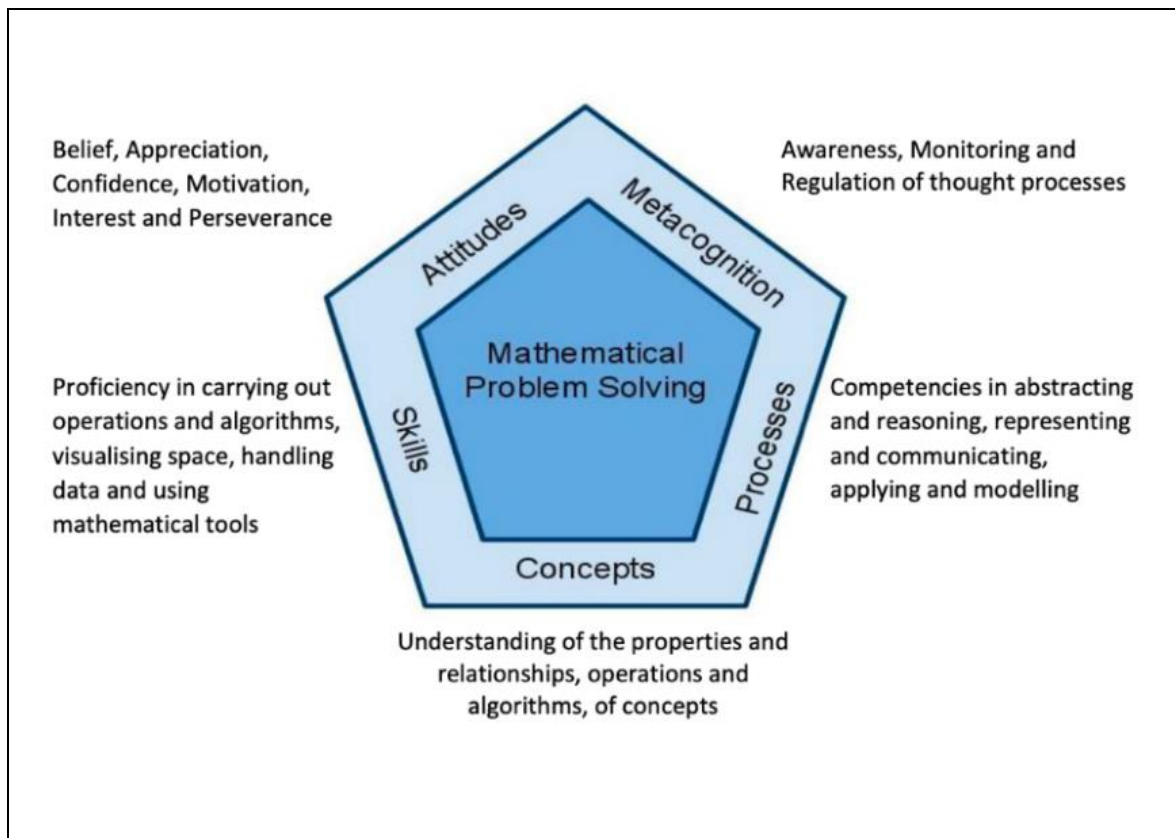 Belief, Appreciation,
Confidence, Motivation,
Interest and Perseverance
Awareness, Monitoring and
Regulation of thought processes
Attitudes
Metacognition
Mathematical
Problem Solving
Proficiency in carrying out
operations and algorithms,
visualising space, handling
data and using
mathematical tools
Skills
Processes
Competencies in abstracting
and reasoning, representing
and communicating,
applying and modelling
Concepts
Understanding of the properties and
relationships, operations and
algorithms, of concepts